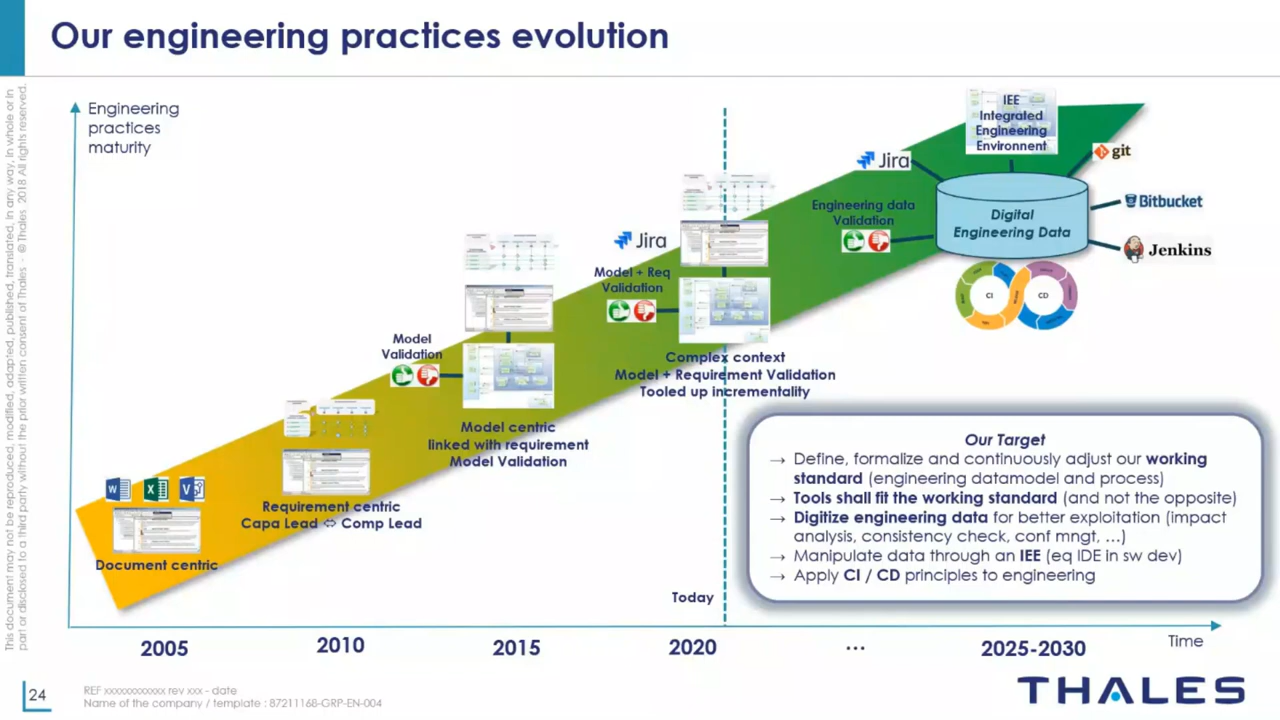 Our engineering practices evolution
This document may not be reproduced, modified, adapted, published, translated, in any way, in whole or in
part or disclosed to a third party without the prior written consent of Thales - © Thales 2018 All rights reserved.
Engineering
practices
maturity
IEE
Integrated
Engineering
Environment
Jira
git
Engineering data
Validation
Digital
Engineering Data
Bitbucket
Jenkins
CI
CD
Jira
Model + Req
Validation
Complex context
Model + Requirement Validation
Tooled up incrementality
Model
Validation
Model centric
linked with requirement
Model Validation
Requirement centric
Capa Lead ⇔ Comp Lead
Document centric
Our Target
→ Define, formalize and continuously adjust our working
standard (engineering datamodel and process)
→ Tools shall fit the working standard (and not the opposite)
→ Digitize engineering data for better exploitation (impact
analysis, consistency check, conf mngt, …)
→ Manipulate data through an IEE (eq IDE in sw dev)
→ Apply CI / CD principles to engineering
Today
2005
2010
2015
2020
…
2025-2030
Time
24
REF xxxxxxxxxxxx rev xxx - date
Name of the company / template : 87211168-GRP-EN-004
THALES